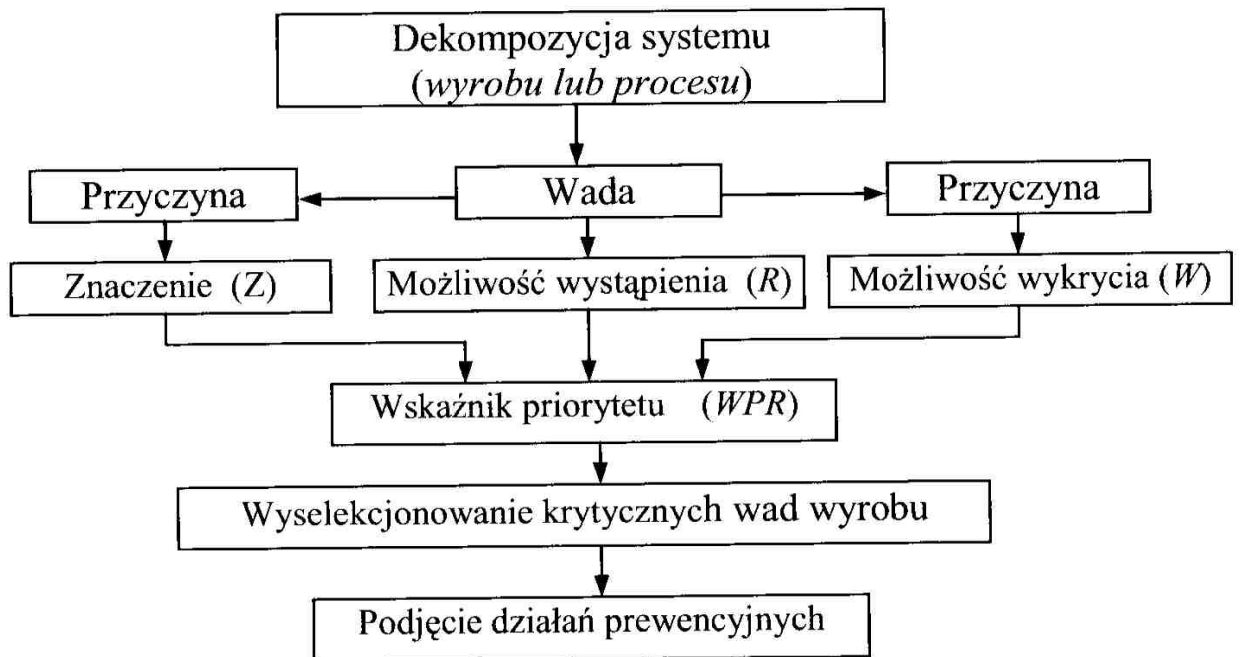 Dekompozycja systemu
(wyrobu lub procesu)
Przyczyna
Wada
Przyczyna
Znaczenie (Z)
Możliwość wystąpienia (R)
Możliwość wykrycia (W)
Wskaźnik priorytetu (WPR)
Wyselekcjonowanie krytycznych wad wyrobu
Podjęcie działań prewencyjnych